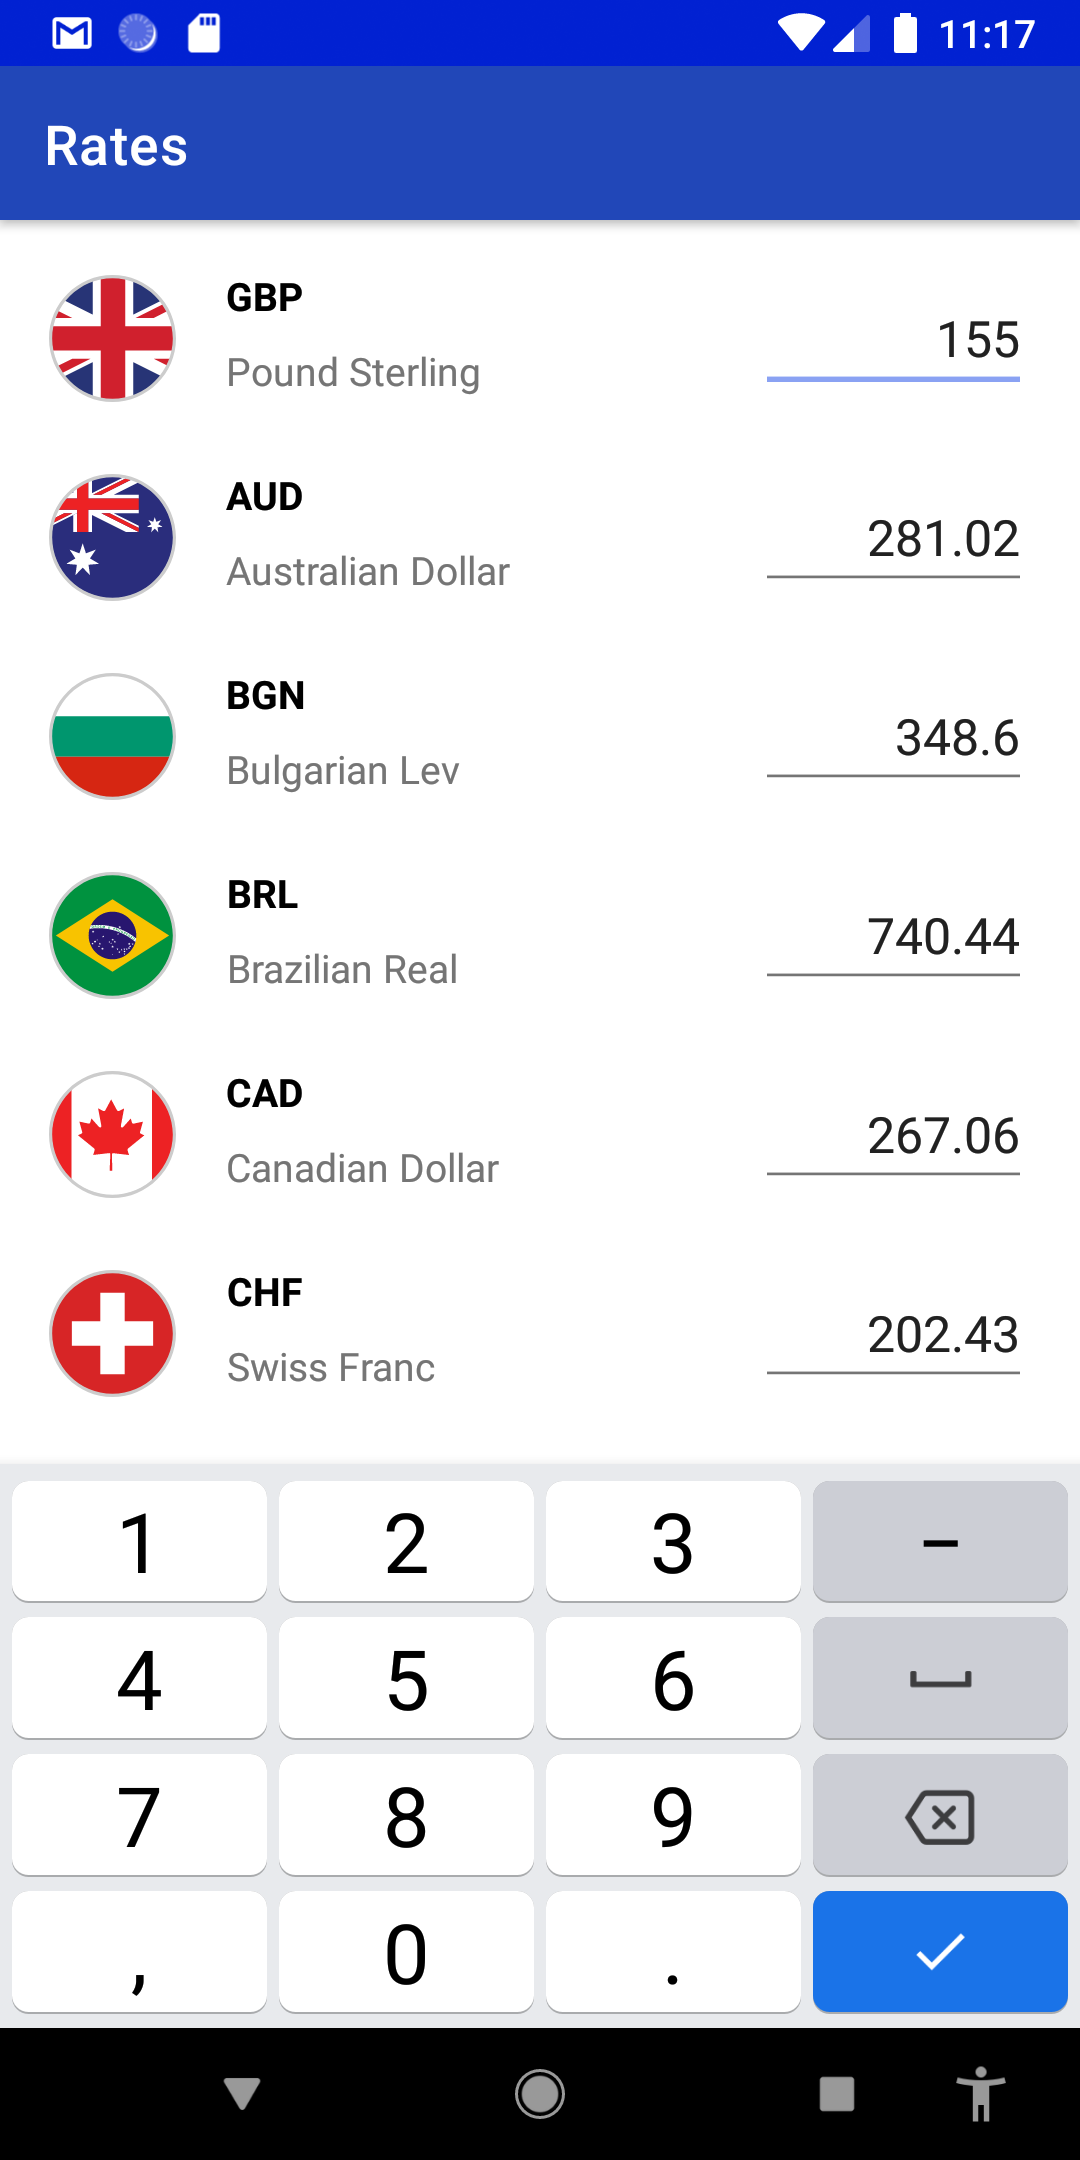 11:17
Rates
GBP
Pound Sterling
155
AUD
Australian Dollar
281.02
BGN
Bulgarian Lev
348.6
BRL
Brazilian Real
740.44
CAD
Canadian Dollar
267.06
CHF
Swiss Franc
202.43
1 2 3 –
4 5 6
7 8 9
, 0 .